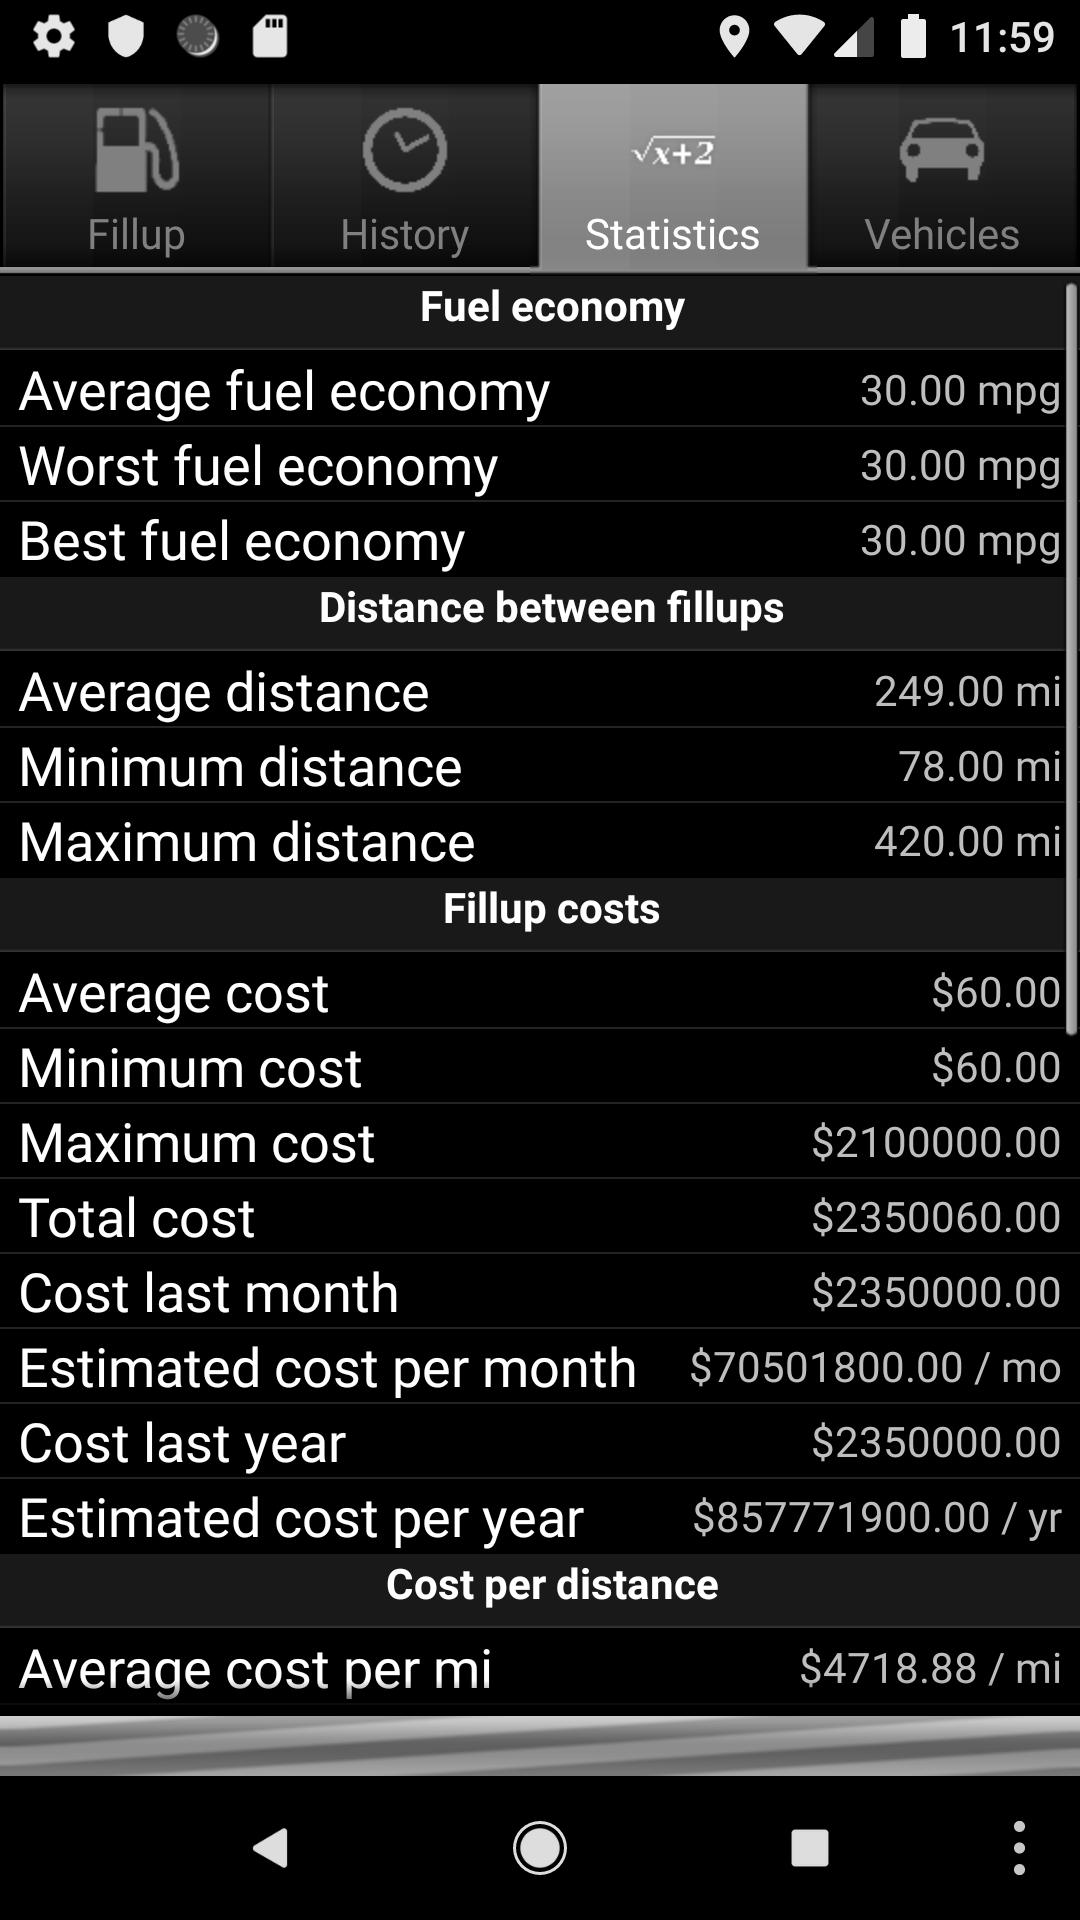 11:59
√x+2
Fillup History Statistics Vehicles
Fuel economy
Average fuel economy 30.00 mpg
Worst fuel economy 30.00 mpg
Best fuel economy 30.00 mpg
Distance between fillups
Average distance 249.00 mi
Minimum distance 78.00 mi
Maximum distance 420.00 mi
Fillup costs
Average cost $60.00
Minimum cost $60.00
Maximum cost $2100000.00
Total cost $2350060.00
Cost last month $2350000.00
Estimated cost per month $70501800.00 / mo
Cost last year $2350000.00
Estimated cost per year $857771900.00 / yr
Cost per distance
Average cost per mi $4718.88 / mi